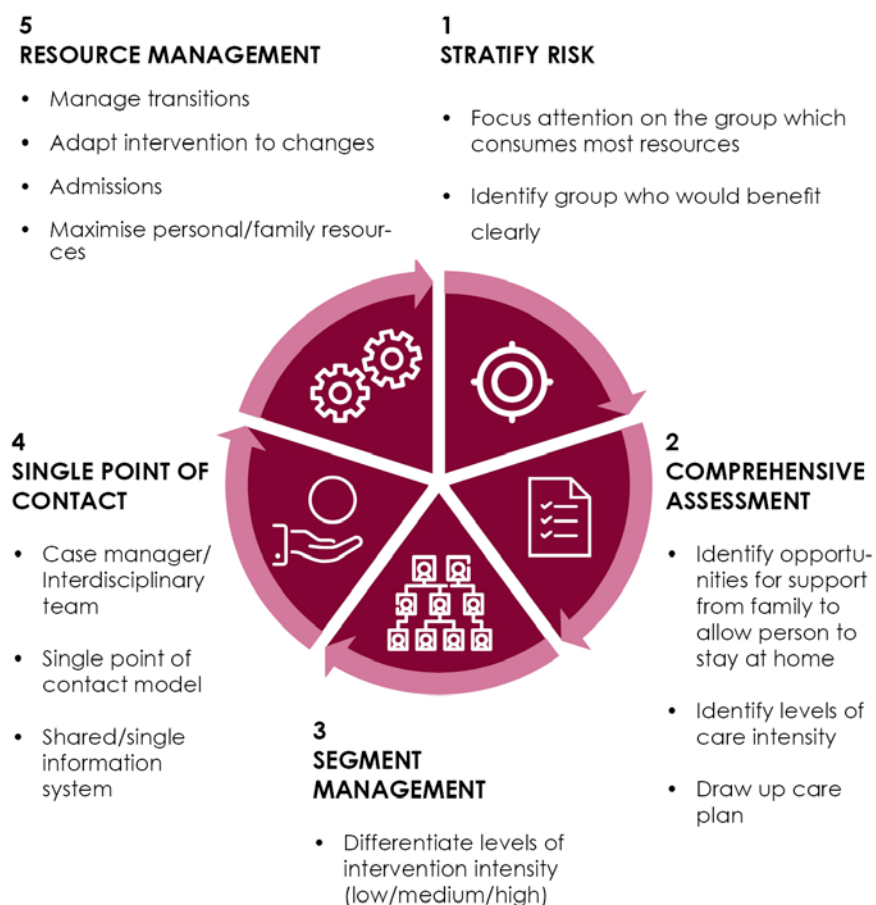 5
RESOURCE MANAGEMENT
• Manage transitions
• Adapt intervention to changes
• Admissions
• Maximise personal/family resour-
ces
1
STRATIFY RISK
• Focus attention on the group which
consumes most resources
• Identify group who would benefit
clearly
2
COMPREHENSIVE
ASSESSMENT
• Identify opportu-
nities for support
from family to
allow person to
stay at home
• Identify levels of
care intensity
• Draw up care
plan
3
SEGMENT
MANAGEMENT
• Differentiate levels of
intervention intensity
(low/medium/high)
4
SINGLE POINT OF
CONTACT
• Case manager/
Interdisciplinary
team
• Single point of
contact model
• Shared/single
information
system